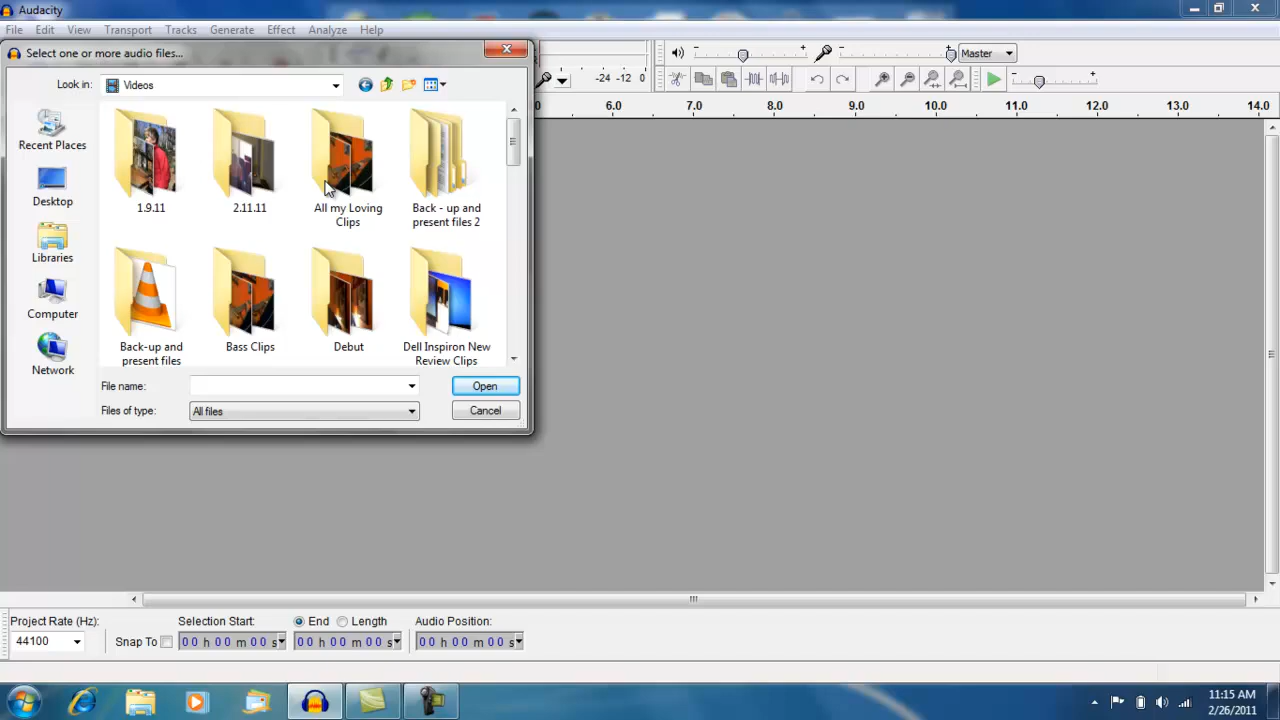 Audacity
File Edit View Transport Tracks Generate Effect Analyze Help
Select one or more audio files...
Master
Look in: Videos
-24 -12 0
0 6.0 7.0 8.0 9.0 10.0 11.0 12.0 13.0 14.0
Recent Places
Desktop
Libraries
Computer
Network
1.9.11
2.11.11
All my Loving
Clips
Back - up and
present files 2
Back-up and
present files
Bass Clips
Debut
Dell Inspiron New
Review Clips
File name:
Open
Files of type: All files
Cancel
Project Rate (Hz):
44100
Snap To
Selection Start:
00 h 00 m 00 s
End Length
00 h 00 m 00 s
Audio Position:
00 h 00 m 00 s
11:15 AM
2/26/2011